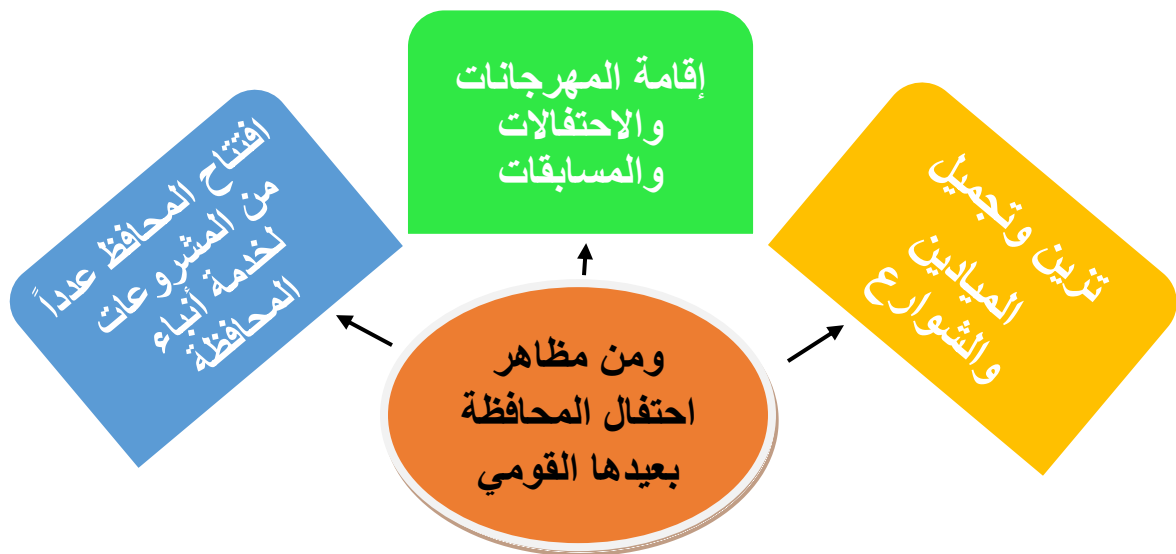 إقامة المهرجانات
والاحتفالات
والمسابقات
تزين وتجميل
الميادين
والشوارع
افتتاح المحافظ عدداً
من المشروعات
لخدمة أنباء
المحافظة
ومن مظاهر
احتفال المحافظة
بعيدها القومي